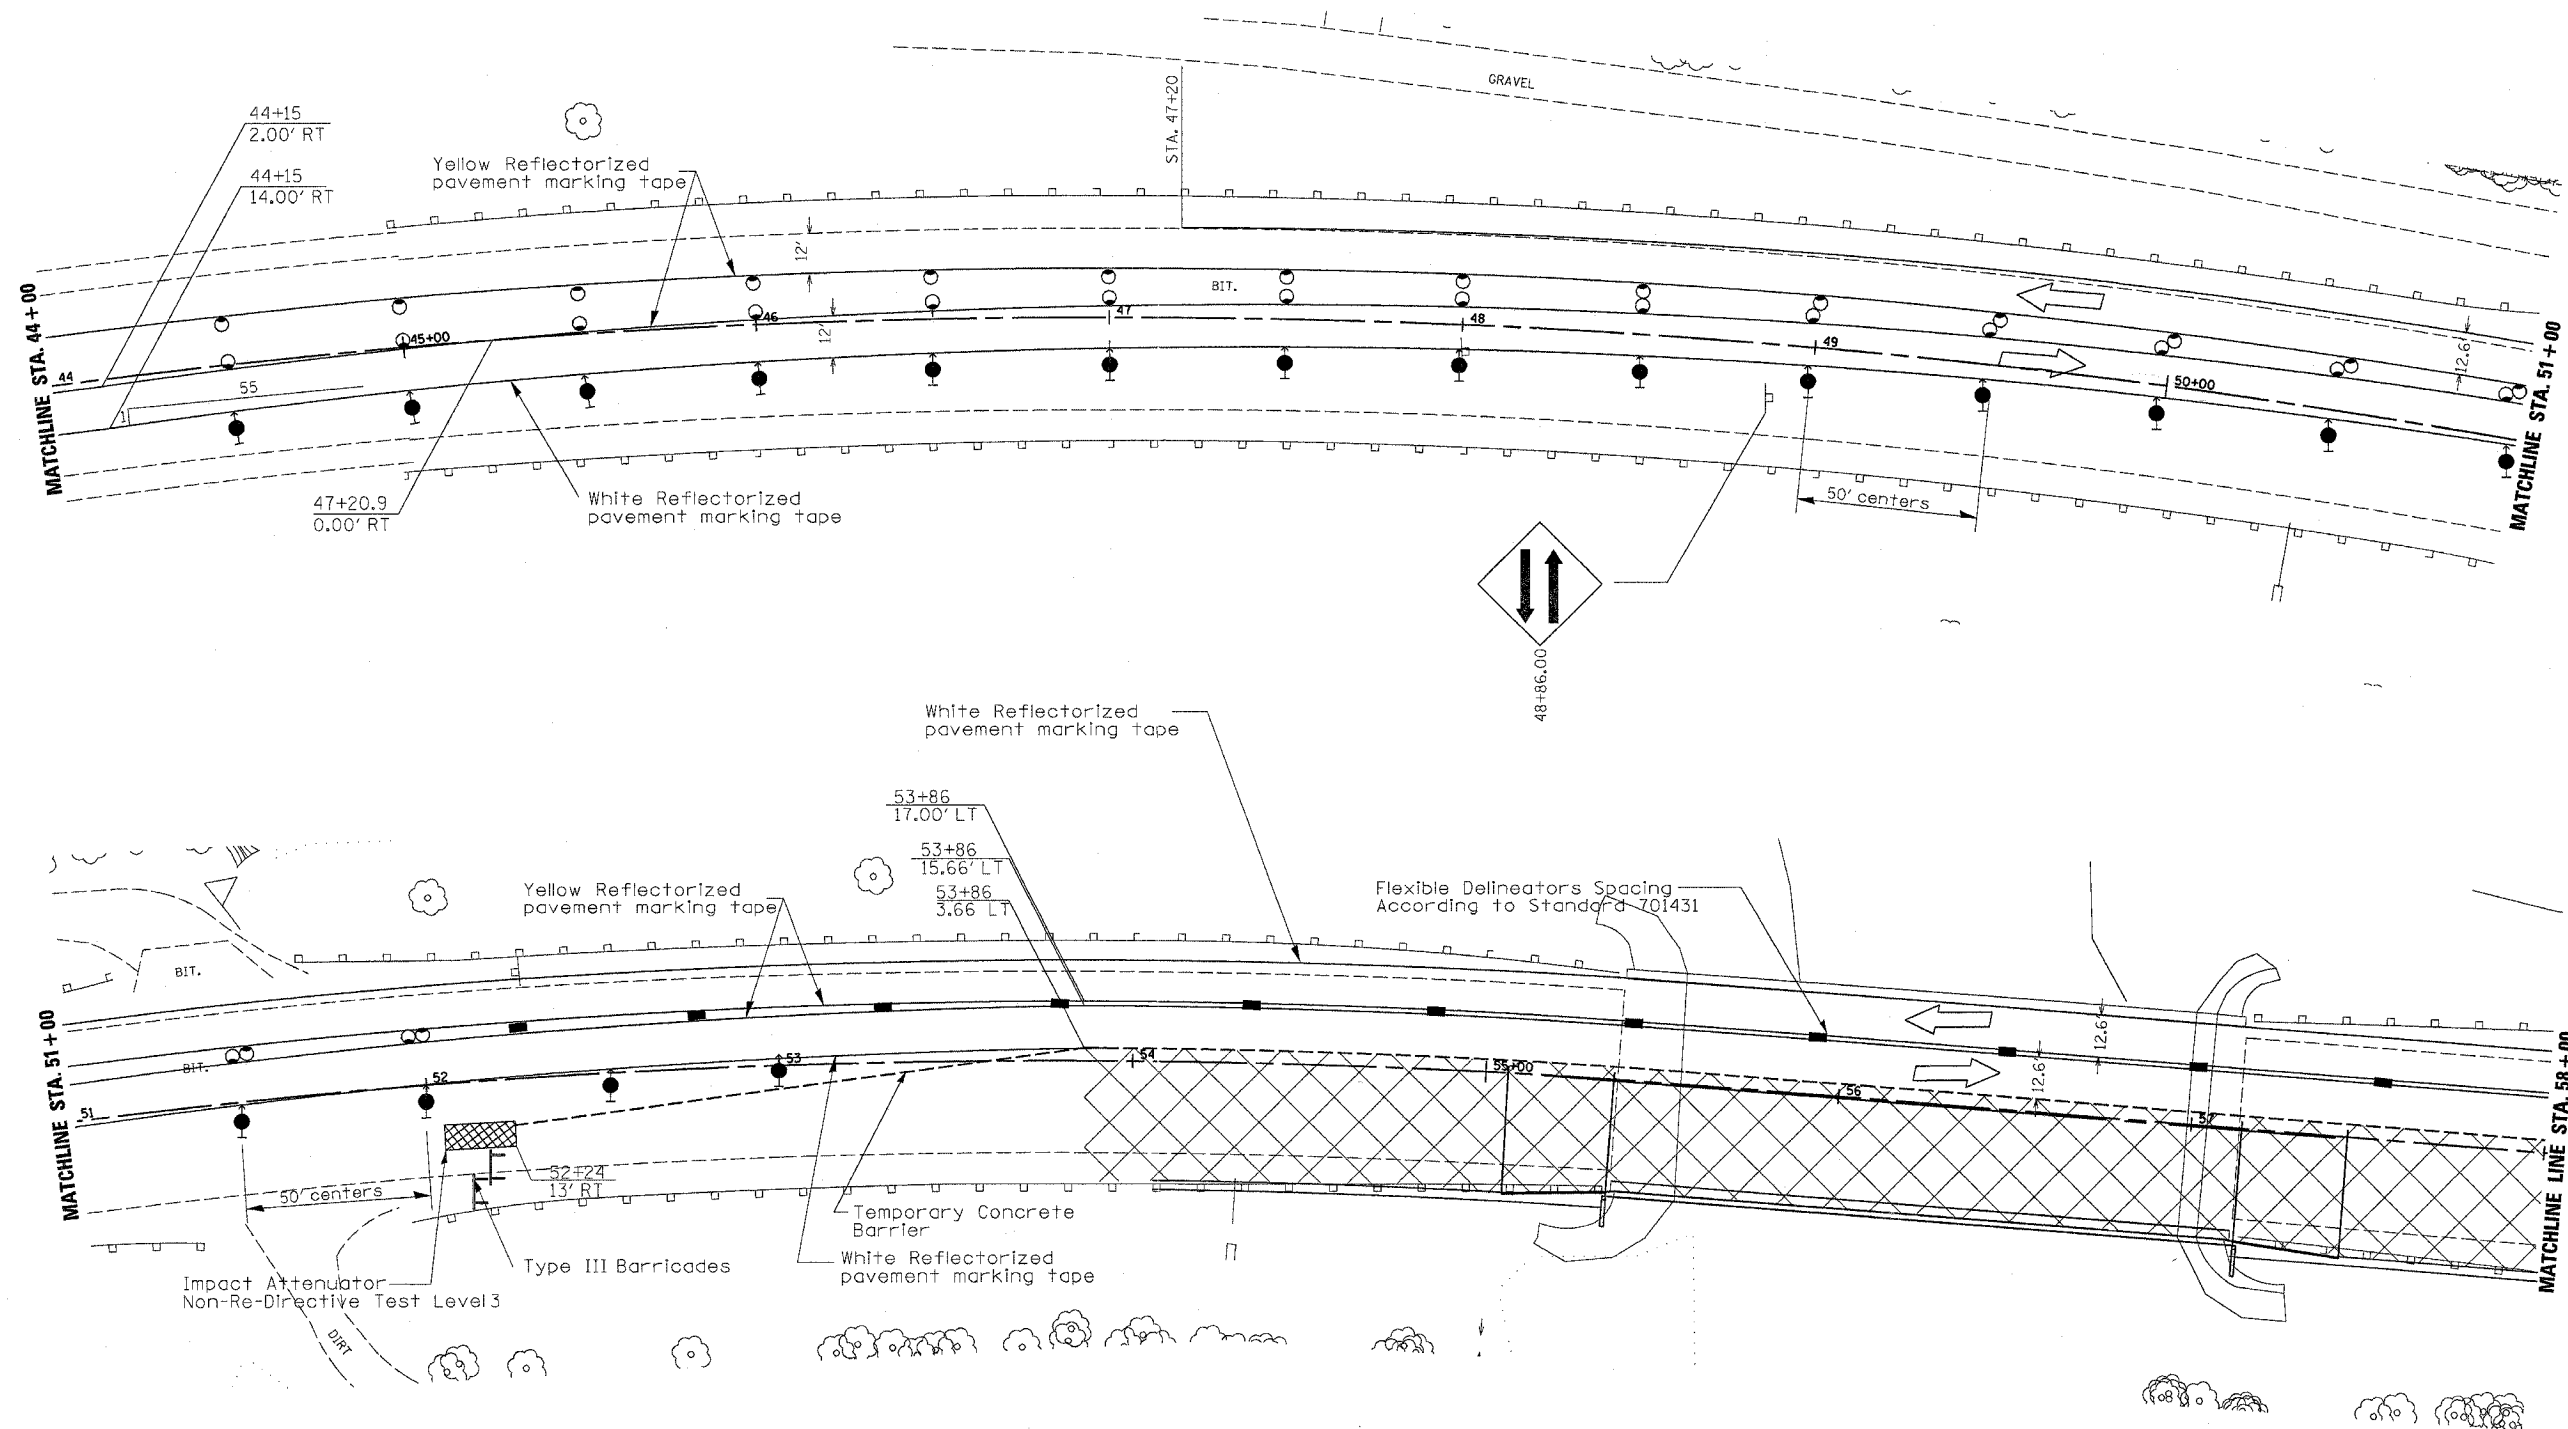 GRAVEL
STA. 47+20
44+15
2.00' RT
44+15
14.00' RT
Yellow Reflectorized
pavement marking tape
12'
12'
BIT.
MATCHLINE STA. 44+00
44
45+00
46
47
48
49
50+00
55
1
12.6'
MATCHLINE STA. 51+00
47+20.9
0.00' RT
White Reflectorized
pavement marking tape
50' centers
48+86.00
White Reflectorized
pavement marking tape
53+86
17.00' LT
53+86
15.66' LT
53+86
3.66 LT
Yellow Reflectorized
pavement marking tape
Flexible Delineators Spacing
According to Standard 701431
BIT.
BIT.
MATCHLINE STA. 51+00
51
52
53
54
55+00
56
57
12.6'
12.6'
MATCHLINE LINE STA. 58+00
52+24
13' RT
50' centers
Temporary Concrete
Barrier
White Reflectorized
pavement marking tape
Type III Barricades
Impact Attenuator
Non-Re-Directive Test Level 3
DIRT